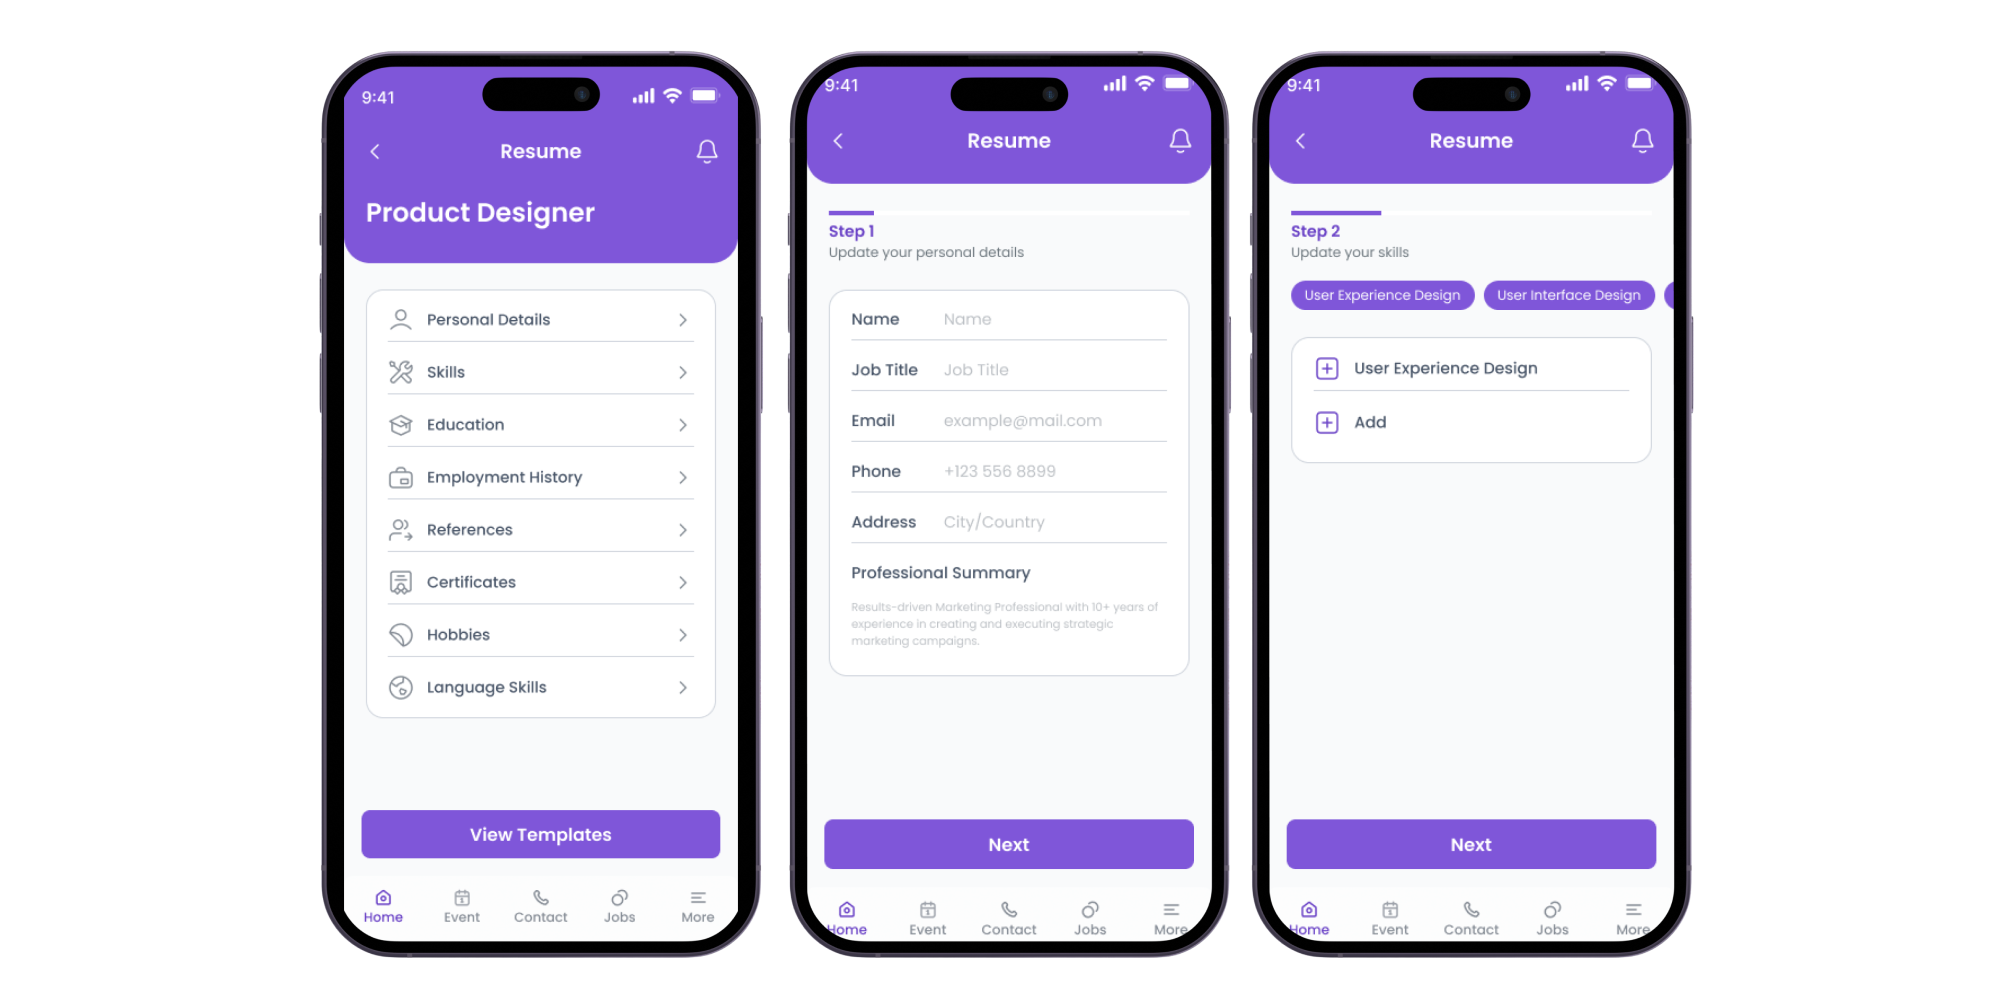 9:41
Resume
Product Designer
Personal Details
Skills
Education
Employment History
References
Certificates
Hobbies
Language Skills
View Templates
Home Event Contact Jobs More
9:41
Resume
Step 1
Update your personal details
Name Name
Job Title Job Title
Email example@mail.com
Phone +123 556 8899
Address City/Country
Professional Summary
Results-driven Marketing Professional with 10+ years of
experience in creating and executing strategic
marketing campaigns.
Next
Home Event Contact Jobs More
9:41
Resume
Step 2
Update your skills
User Experience Design User Interface Design
User Experience Design
Add
Next
Home Event Contact Jobs More